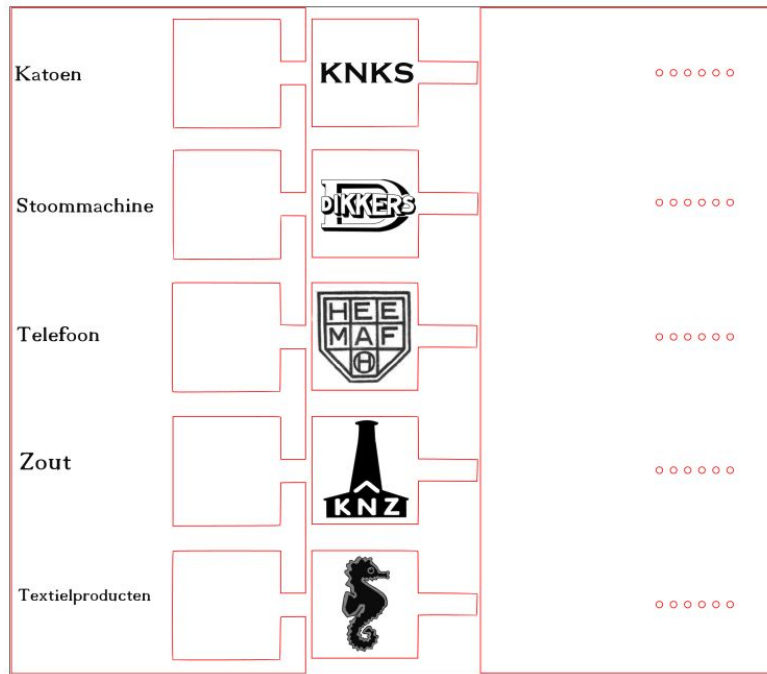 Katoen
KNKS
Stoommachine
DIKKERS
D
Telefoon
HEE
MAF
H
Zout
KNZ
Textielproducten